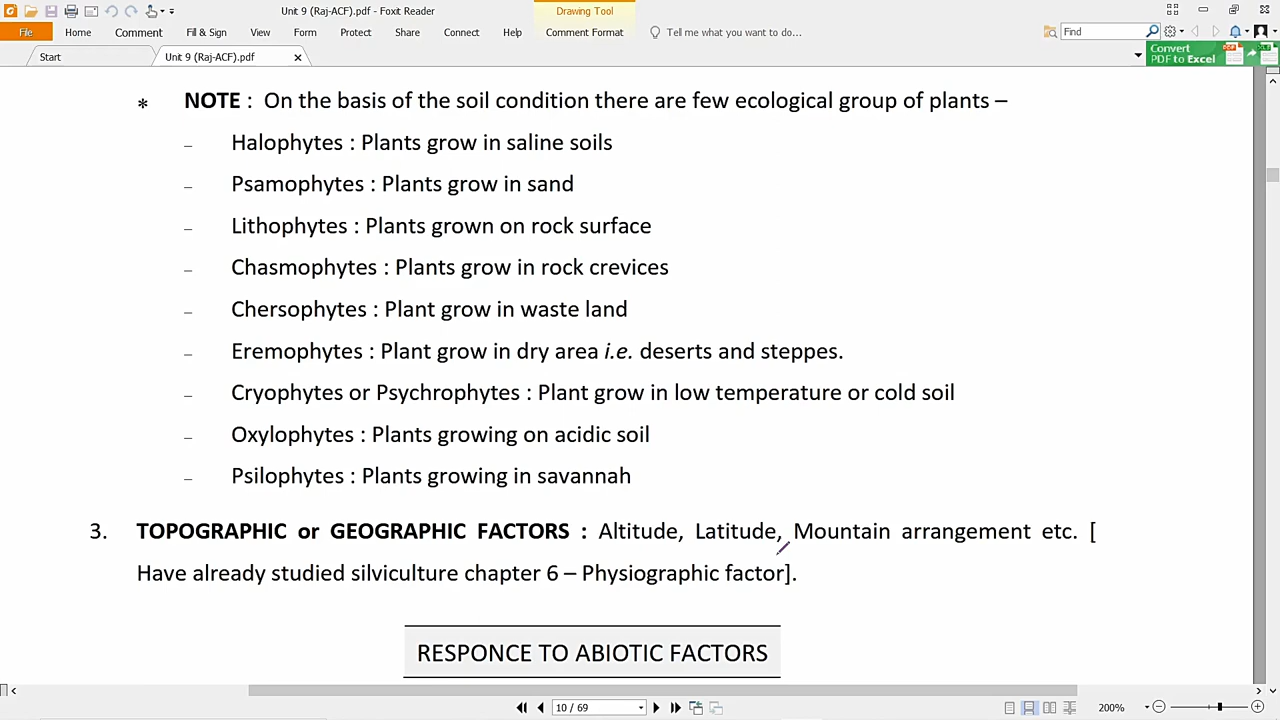 Unit 9 (Raj-ACF).pdf - Foxit Reader
Drawing Tool
File Home Comment Fill & Sign View Form Protect Share Connect Help Comment Format Tell me what you want to do... Find
Start Unit 9 (Raj-ACF).pdf
Convert
PDF to Excel
* NOTE : On the basis of the soil condition there are few ecological group of plants –
– Halophytes : Plants grow in saline soils
– Psamophytes : Plants grow in sand
– Lithophytes : Plants grown on rock surface
– Chasmophytes : Plants grow in rock crevices
– Chersophytes : Plant grow in waste land
– Eremophytes : Plant grow in dry area i.e. deserts and steppes.
– Cryophytes or Psychrophytes : Plant grow in low temperature or cold soil
– Oxylophytes : Plants growing on acidic soil
– Psilophytes : Plants growing in savannah
3. TOPOGRAPHIC or GEOGRAPHIC FACTORS : Altitude, Latitude, Mountain arrangement etc. [
Have already studied silviculture chapter 6 – Physiographic factor].
RESPONCE TO ABIOTIC FACTORS
10 / 69
200%